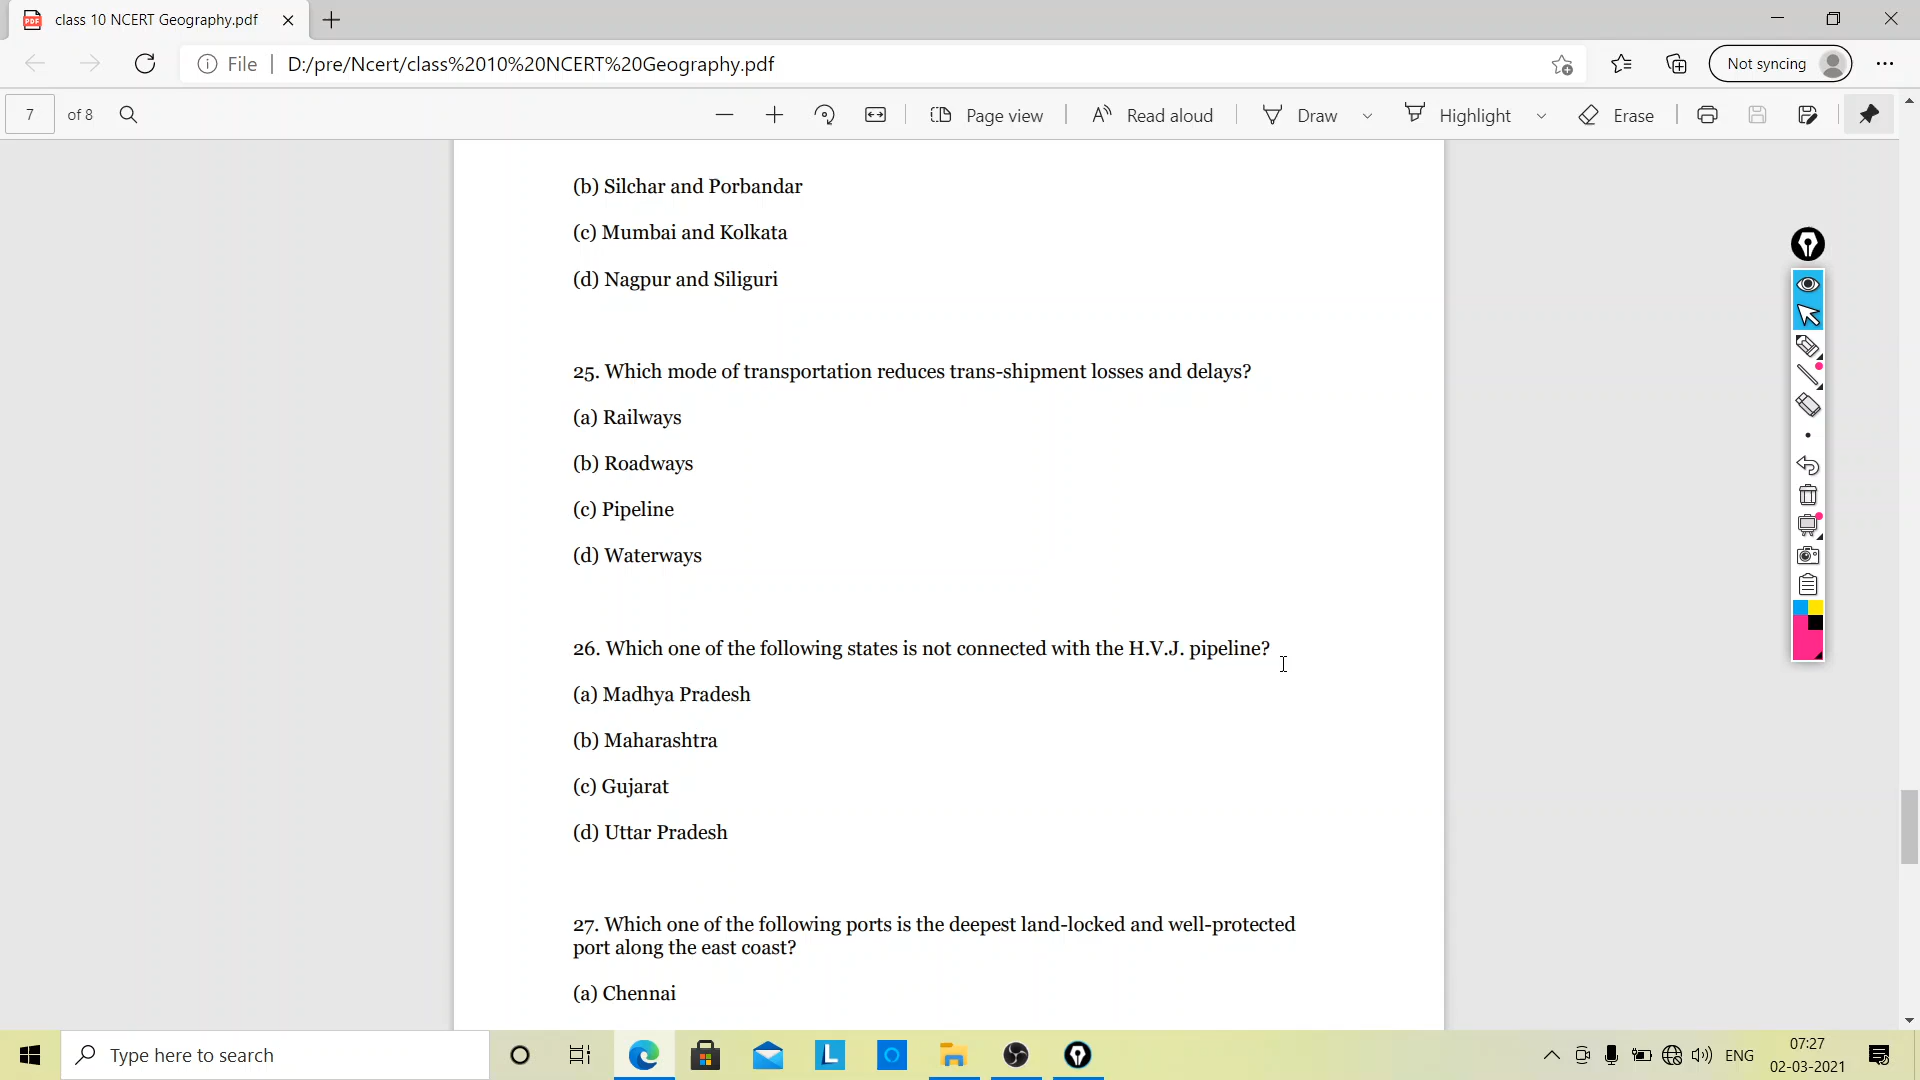 class 10 NCERT Geography.pdf
File
D:/pre/Ncert/class%2010%20NCERT%20Geography.pdf
Not syncing
7 of 8
Page view
Read aloud
Draw
Highlight
Erase
(b) Silchar and Porbandar
(c) Mumbai and Kolkata
(d) Nagpur and Siliguri
25. Which mode of transportation reduces trans-shipment losses and delays?
(a) Railways
(b) Roadways
(c) Pipeline
(d) Waterways
26. Which one of the following states is not connected with the H.V.J. pipeline?
(a) Madhya Pradesh
(b) Maharashtra
(c) Gujarat
(d) Uttar Pradesh
27. Which one of the following ports is the deepest land-locked and well-protected
port along the east coast?
(a) Chennai
Type here to search
L
ENG
07:27
02-03-2021